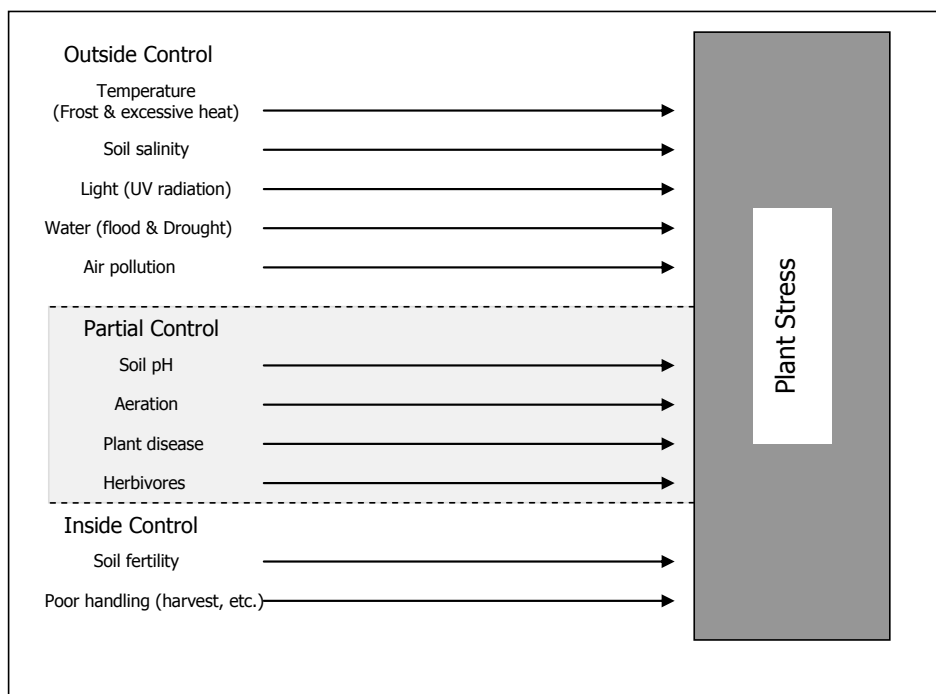 Outside Control
Temperature
(Frost & excessive heat)
Soil salinity
Light (UV radiation)
Water (flood & Drought)
Air pollution
Partial Control
Soil pH
Aeration
Plant disease
Herbivores
Inside Control
Soil fertility
Poor handling (harvest, etc.)
Plant Stress